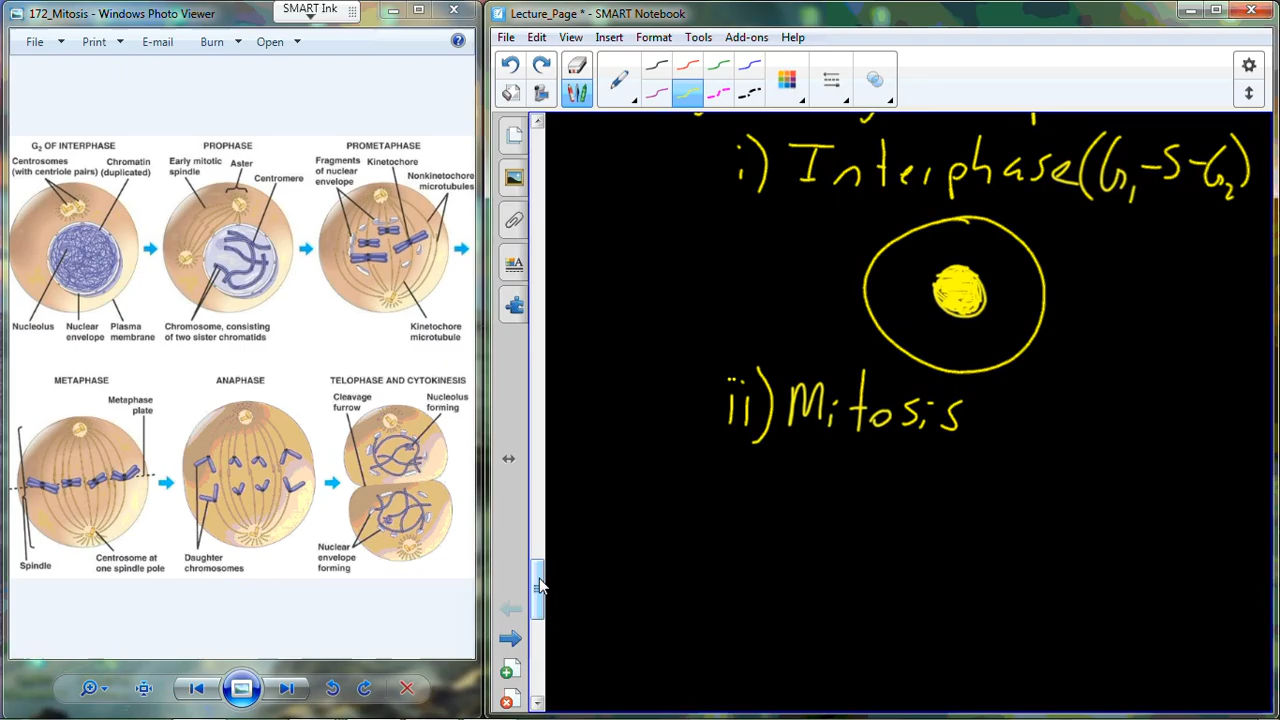 172_Mitosis - Windows Photo Viewer
SMART Ink
File Print E-mail Burn Open
G2 OF INTERPHASE
PROPHASE
PROMETAPHASE
Centrosomes
(with centriole pairs)
Chromatin
(duplicated)
Early mitotic
spindle
Aster
Centromere
Fragments
of nuclear
envelope
Kinetochore
Nonkinetochore
microtubules
Nucleolus
Nuclear
envelope
Plasma
membrane
Chromosome, consisting
of two sister chromatids
Kinetochore
microtubule
METAPHASE
ANAPHASE
TELOPHASE AND CYTOKINESIS
Metaphase
plate
Cleavage
furrow
Nucleolus
forming
Spindle
Centrosome at
one spindle pole
Daughter
chromosomes
Nuclear
envelope
forming
Lecture_Page * - SMART Notebook
File Edit View Insert Format Tools Add-ons Help
i) Interphase (G1-S-G2)
ii) Mitosis